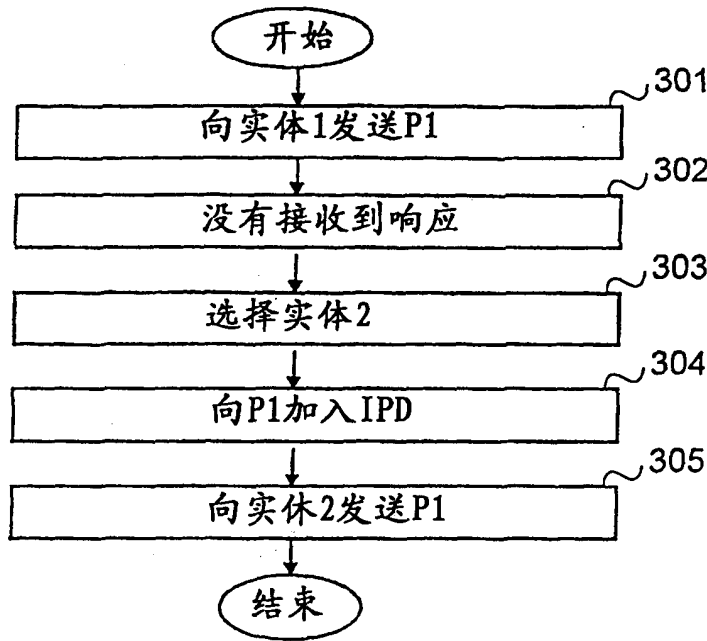 开始
301
向实体1发送P1
302
没有接收到响应
303
选择实体2
304
向P1加入IPD
305
向实休2发送P1
结束